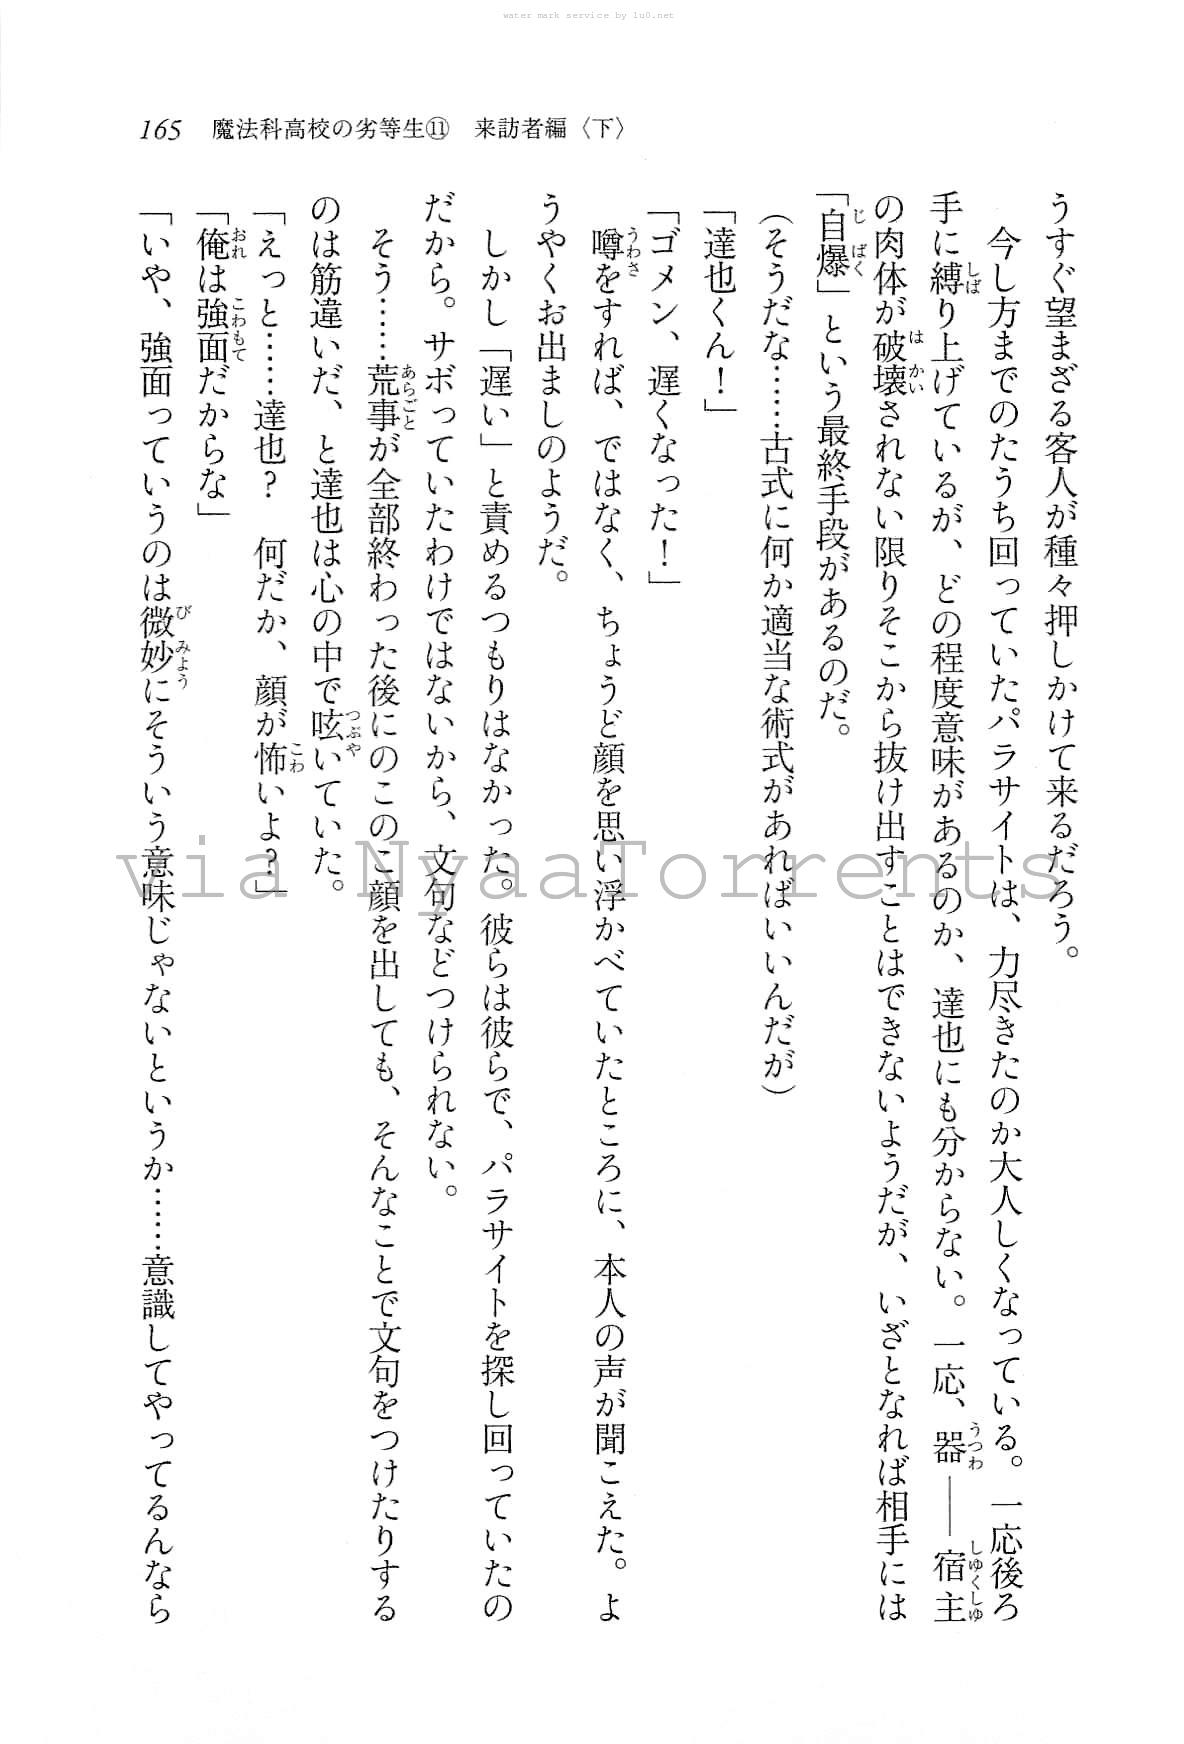 water mark service by lu0.net
165 魔法科高校の劣等生⑪ 来訪者編〈下〉
うすぐ望まざる客人が種々押しかけて来るだろう。
今し方までのたうち回っていたパラサイトは、力尽きたのか大人しくなっている。一応後ろ
手に縛り上げているが、どの程度意味があるのか、達也にも分からない。一応、器――宿主
の肉体が破壊されない限りそこから抜け出すことはできないようだが、いざとなれば相手には
「自爆」という最終手段があるのだ。
（そうだな……古式に何か適当な術式があればいいんだが）
「達也くん！」
「ゴメン、遅くなった！」
噂をすれば、ではなく、ちょうど顔を思い浮かべていたところに、本人の声が聞こえた。よ
うやくお出ましのようだ。
しかし「遅い」と責めるつもりはなかった。彼らは彼らで、パラサイトを探し回っていたの
だから。サボっていたわけではないから、文句などつけられない。
そう……荒事が全部終わった後にのこのこ顔を出しても、そんなことで文句をつけたりする
のは筋違いだ、と達也は心の中で呟いていた。
「えっと……達也？　何だか、顔が怖いよ？」
「俺は強面だからな」
「いや、強面っていうのは微妙にそういう意味じゃないというか……意識してやってるんなら
via NyaaTorrents